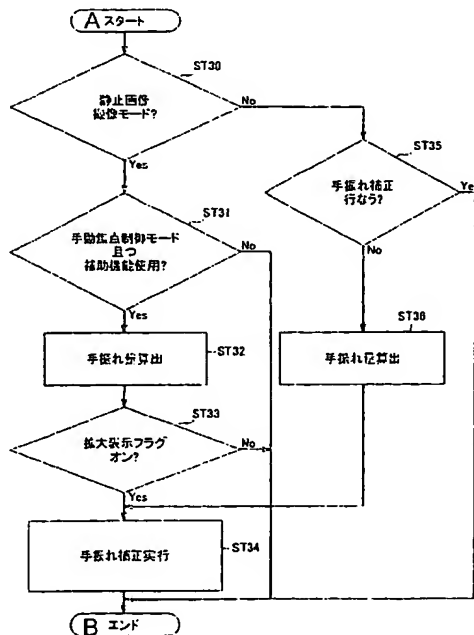 A スタート
ST30
静止画像
撮像モード?
No
Yes
ST35
手振れ補正
行なう?
Yes
No
ST31
手動焦点制御モード
且つ
補助機能使用?
No
Yes
ST36
手振れ量算出
手振れ量算出
ST32
ST33
拡大表示フラグ
オン?
No
Yes
手振れ補正実行
ST34
B エンド